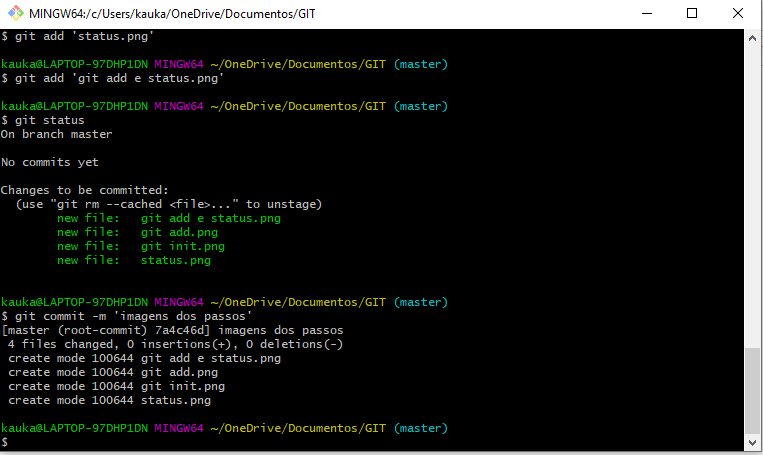 MINGW64:/c/Users/kauka/OneDrive/Documentos/GIT
$ git add 'status.png'
kauka@LAPTOP-97DHP1DN MINGW64 ~/OneDrive/Documentos/GIT (master)
$ git add 'git add e status.png'
kauka@LAPTOP-97DHP1DN MINGW64 ~/OneDrive/Documentos/GIT (master)
$ git status
On branch master
No commits yet
Changes to be committed:
  (use "git rm --cached <file>..." to unstage)
        new file:   git add e status.png
        new file:   git add.png
        new file:   git init.png
        new file:   status.png
kauka@LAPTOP-97DHP1DN MINGW64 ~/OneDrive/Documentos/GIT (master)
$ git commit -m 'imagens dos passos'
[master (root-commit) 7a4c46d] imagens dos passos
 4 files changed, 0 insertions(+), 0 deletions(-)
 create mode 100644 git add e status.png
 create mode 100644 git add.png
 create mode 100644 git init.png
 create mode 100644 status.png
kauka@LAPTOP-97DHP1DN MINGW64 ~/OneDrive/Documentos/GIT (master)
$